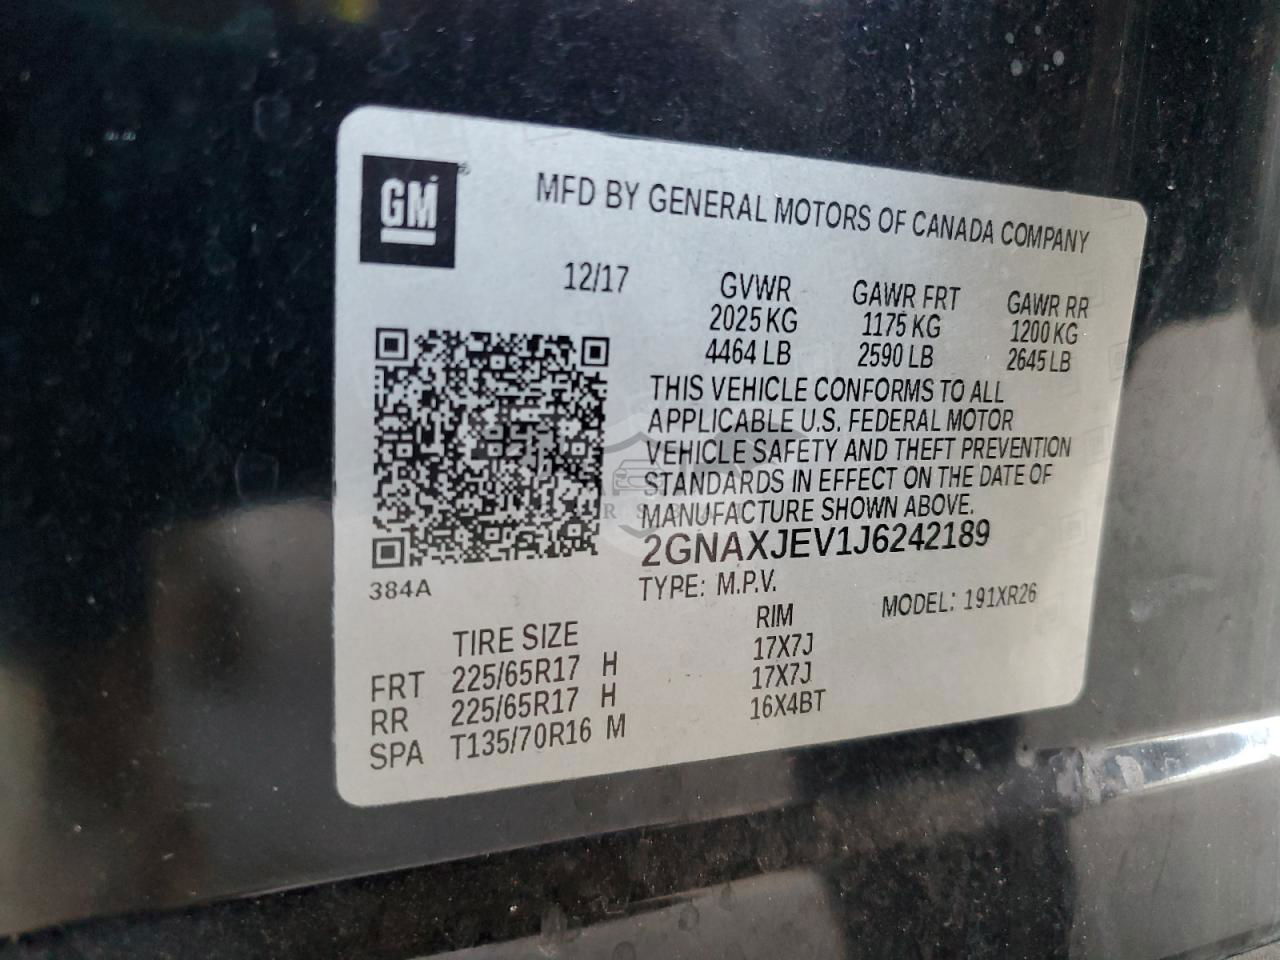 GM®
MFD BY GENERAL MOTORS OF CANADA COMPANY
12/17 GVWR GAWR FRT GAWR RR
2025 KG 1175 KG 1200 KG
4464 LB 2590 LB 2645 LB
THIS VEHICLE CONFORMS TO ALL
APPLICABLE U.S. FEDERAL MOTOR
VEHICLE SAFETY AND THEFT PREVENTION
STANDARDS IN EFFECT ON THE DATE OF
MANUFACTURE SHOWN ABOVE.
2GNAXJEV1J6242189
384A
TYPE: M.P.V. MODEL: 191XR26
TIRE SIZE RIM
FRT 225/65R17 H 17X7J
RR 225/65R17 H 17X7J
SPA T135/70R16 M 16X4BT